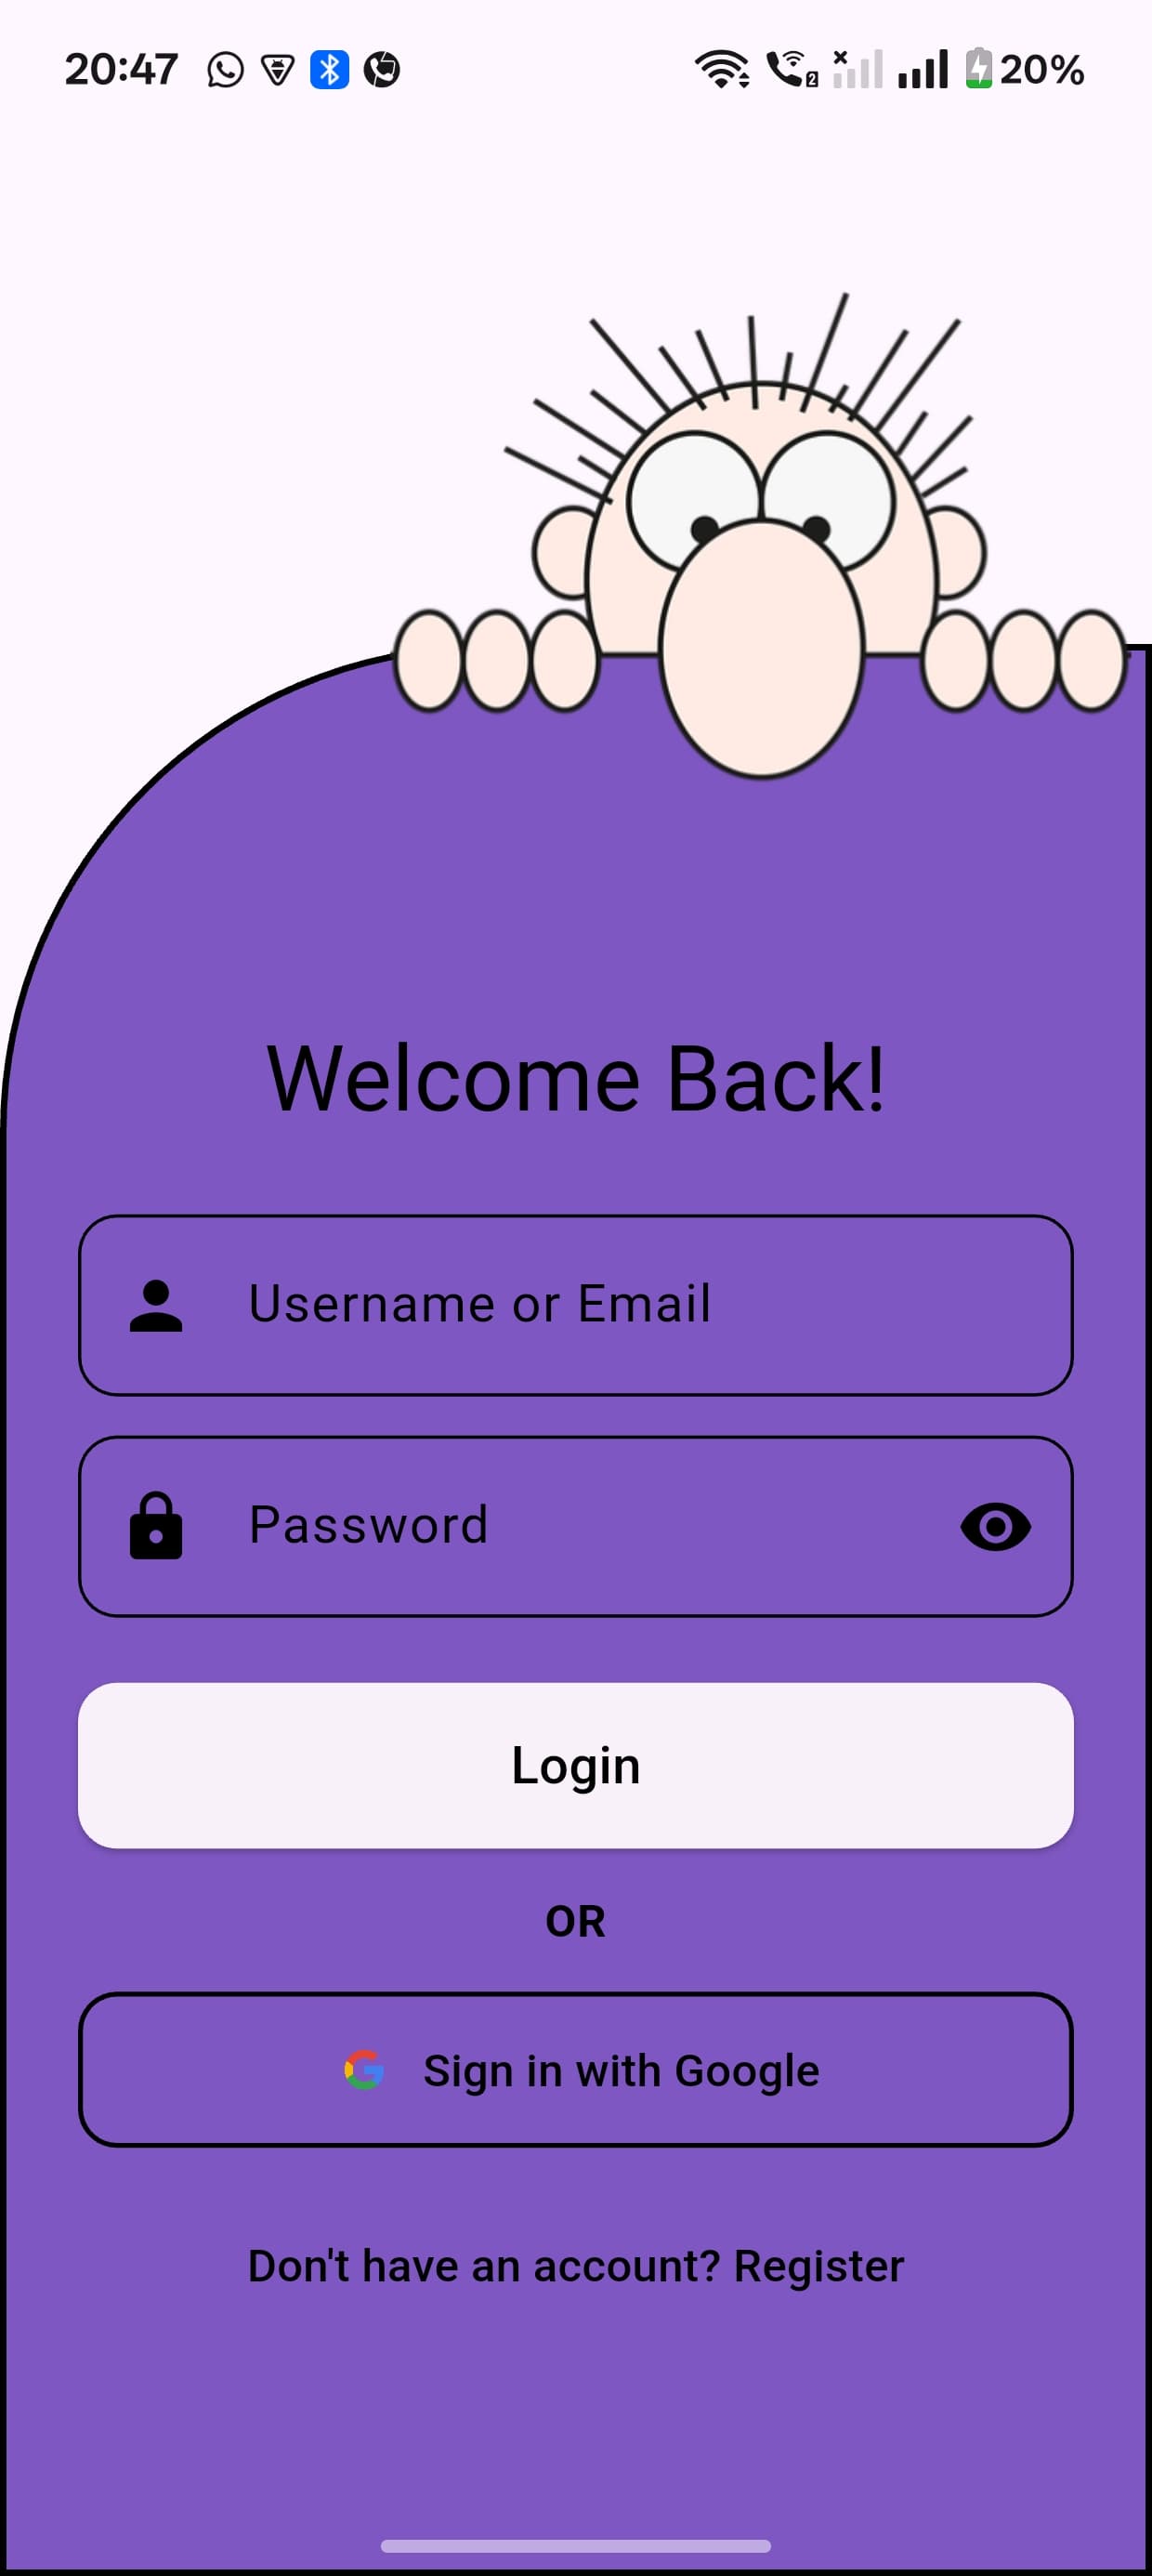 20:47 2 20%
Welcome Back!
Username or Email
Password
Login
OR
Sign in with Google
Don't have an account? Register